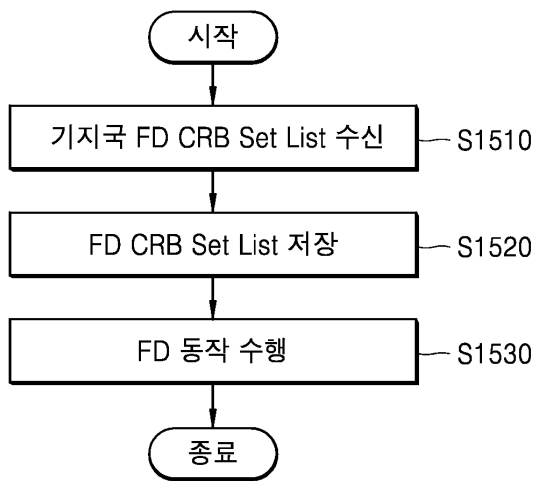 시작
기지국 FD CRB Set List 수신
S1510
FD CRB Set List 저장
S1520
FD 동작 수행
S1530
종료